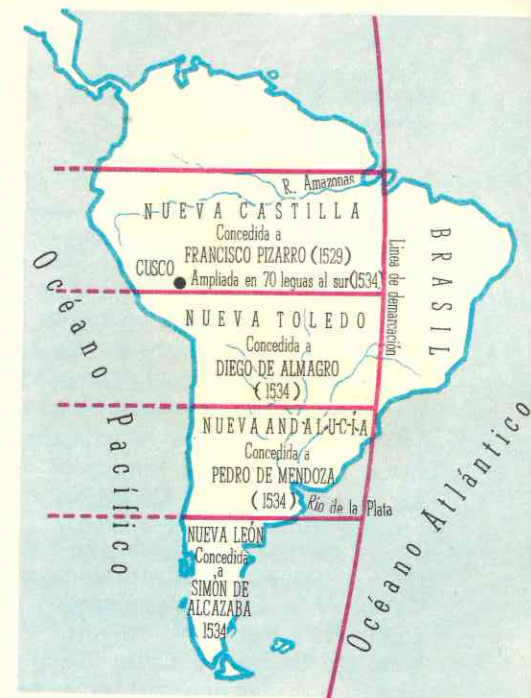 R. Amazonas
NUEVA CASTILLA
Concedida a
FRANCISCO PIZARRO (1529)
CUSCO
Ampliada en 70 leguas al sur(1534)
Línea de demarcación
BRASIL
NUEVA TOLEDO
Concedida a
DIEGO DE ALMAGRO
(1534)
NUEVA ANDALUCÍA
Concedida a
PEDRO DE MENDOZA
(1534)
Río de la Plata
NUEVA LEÓN
Concedida
a
SIMÓN DE
ALCAZABA
1534
Océano Pacífico
Océano Atlántico